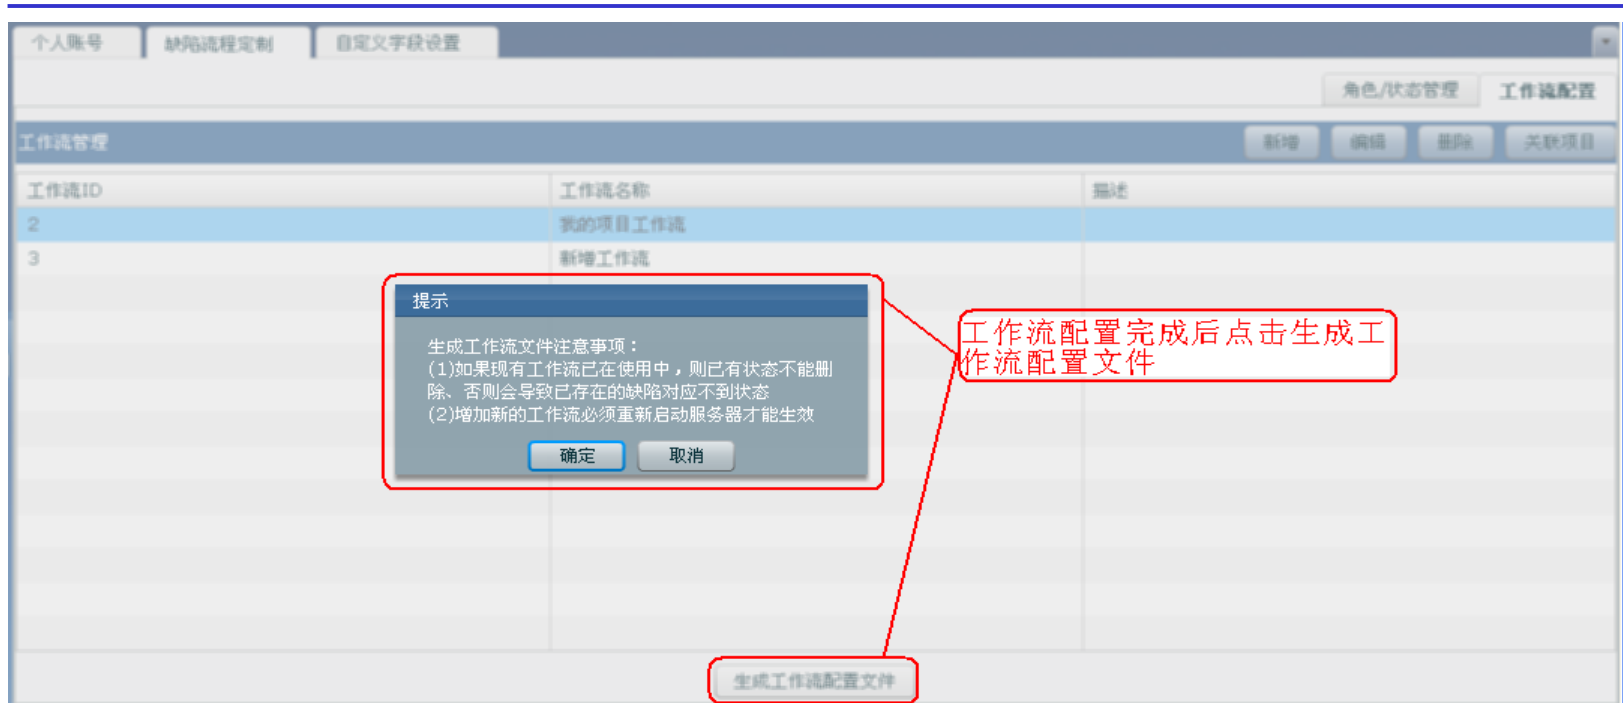 个人账号 缺陷流程定制 自定义字段设置
角色/状态管理 工作流配置
工作流管理 新增 编辑 删除 关联项目
工作流ID 工作流名称 描述
2 我的项目工作流
3 新增工作流
提示
生成工作流文件注意事项：
(1)如果现有工作流已在使用中，则已有状态不能删
除、否则会导致已存在的缺陷对应不到状态
(2)增加新的工作流必须重新启动服务器才能生效
确定 取消
工作流配置完成后点击生成工
作流配置文件
生成工作流配置文件